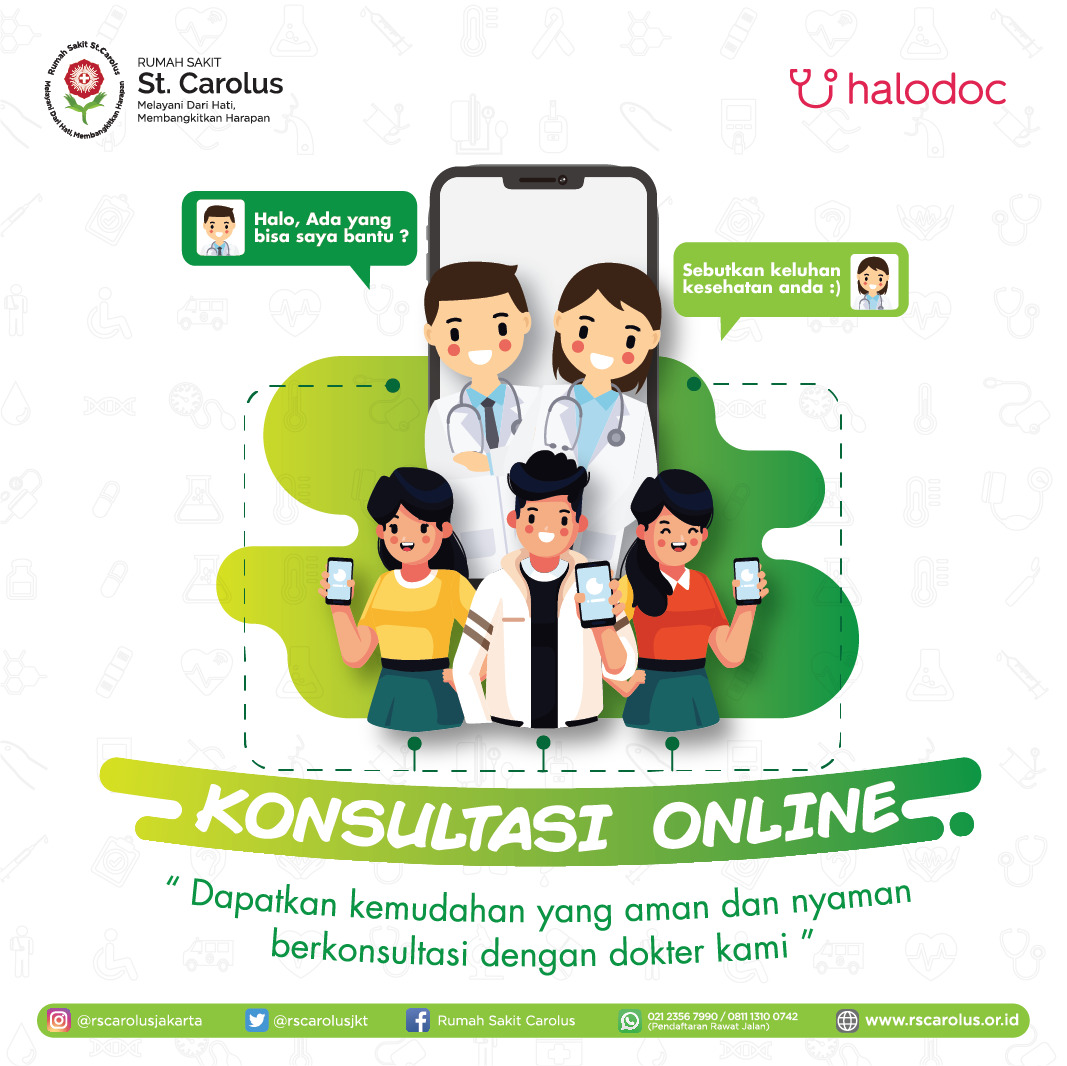 Rumah Sakit St.Carolus
Melayani Dari Hati, Membangkitkan Harapan
RUMAH SAKIT
St. Carolus
Melayani Dari Hati,
Membangkitkan Harapan
halodoc
Halo, Ada yang
bisa saya bantu ?
Sebutkan keluhan
kesehatan anda :)
KONSULTASI ONLINE
“ Dapatkan kemudahan yang aman dan nyaman
berkonsultasi dengan dokter kami ”
@rscarolusjakarta
@rscarolusjkt
Rumah Sakit Carolus
021 2356 7990 / 0811 1310 0742
(Pendaftaran Rawat Jalan)
www.rscarolus.or.id